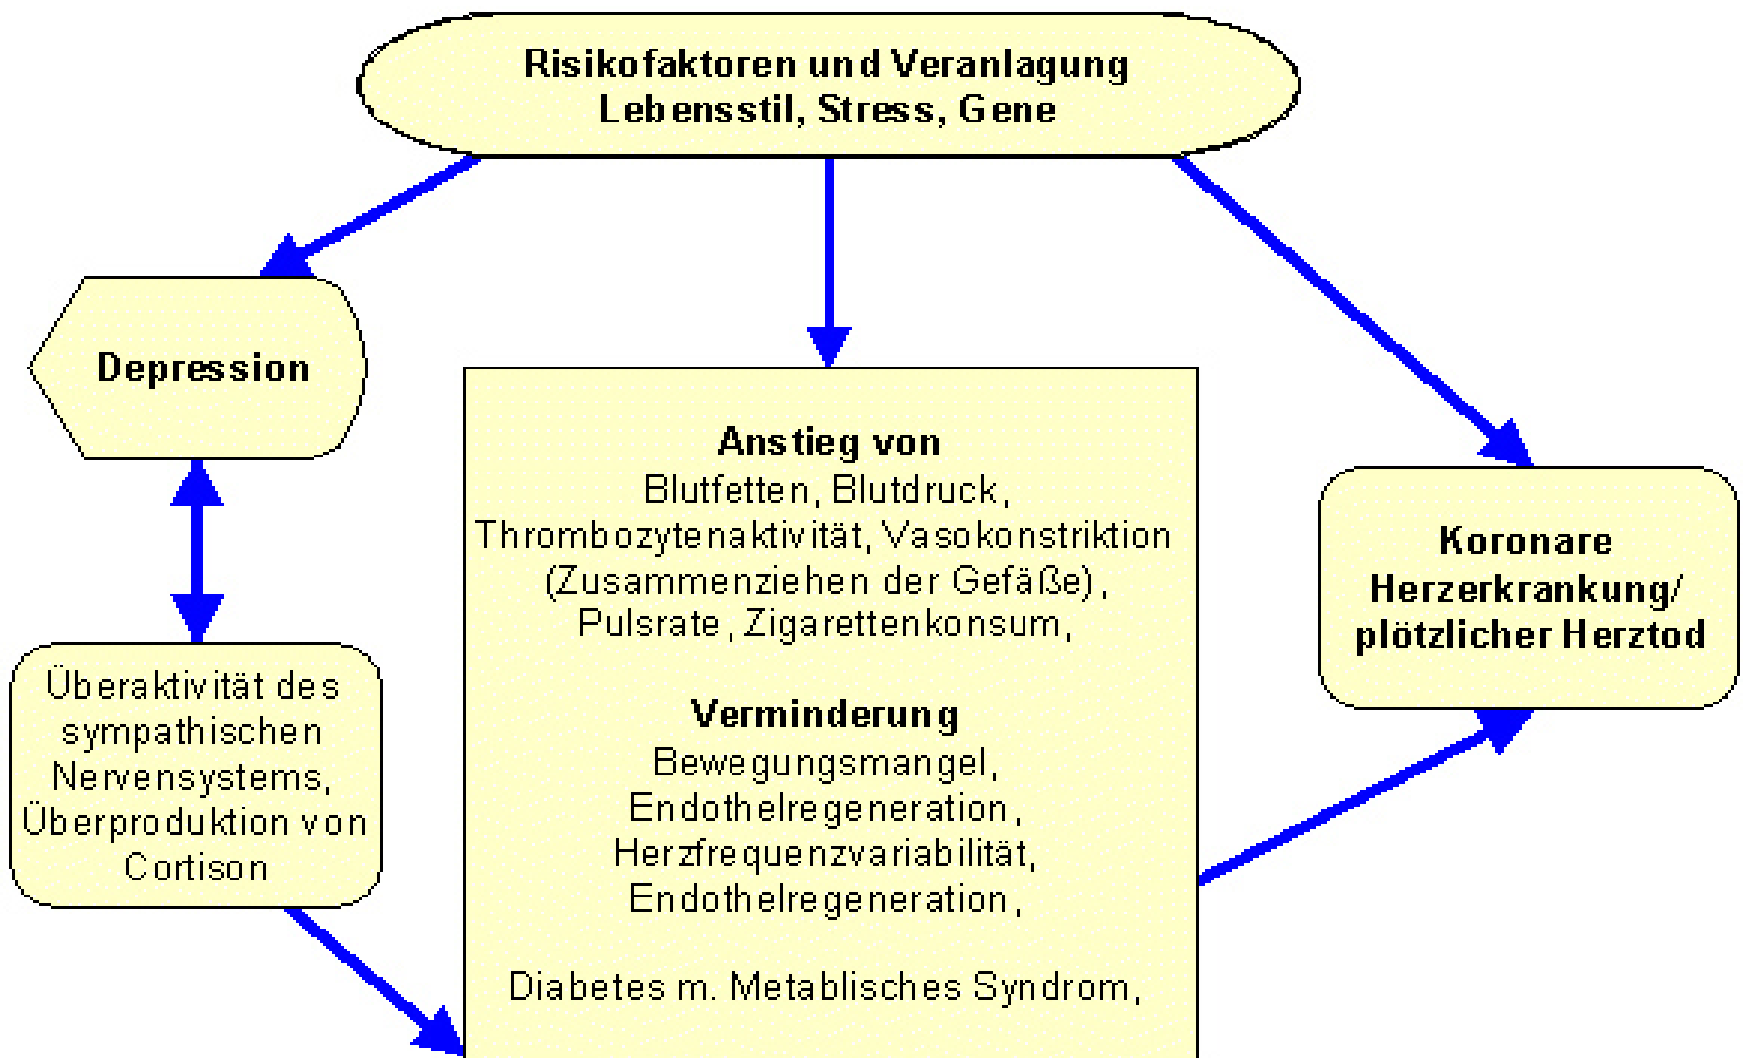 Risikofaktoren und Veranlagung
Lebensstil, Stress, Gene
Depression
Überaktivität des
sympathischen
Nervensystems,
Überproduktion von
Cortison
Anstieg von
Blutfetten, Blutdruck,
Thrombozytenaktivität, Vasokonstriktion
(Zusammenziehen der Gefäße),
Pulsrate, Zigarettenkonsum,
Verminderung
Bewegungsmangel,
Endothelregeneration,
Herzfrequenzvariabilität,
Endothelregeneration,
Diabetes m. Metablisches Syndrom,
Koronare
Herzerkrankung/
plötzlicher Herztod